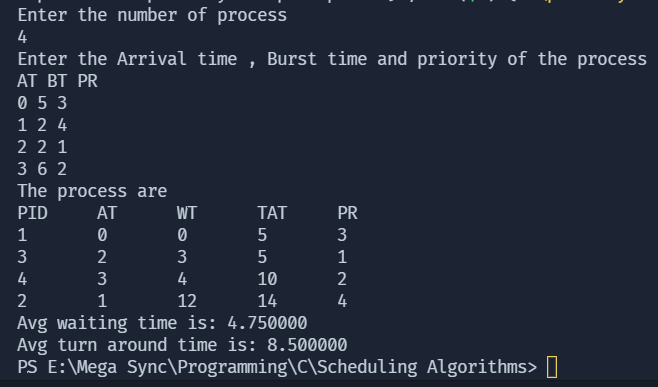 Enter the number of process
4
Enter the Arrival time , Burst time and priority of the process
AT BT PR
0 5 3
1 2 4
2 2 1
3 6 2
The process are
PID AT WT TAT PR
1 0 0 5 3
3 2 3 5 1
4 3 4 10 2
2 1 12 14 4
Avg waiting time is: 4.750000
Avg turn around time is: 8.500000
PS E:\Mega Sync\Programming\C\Scheduling Algorithms>